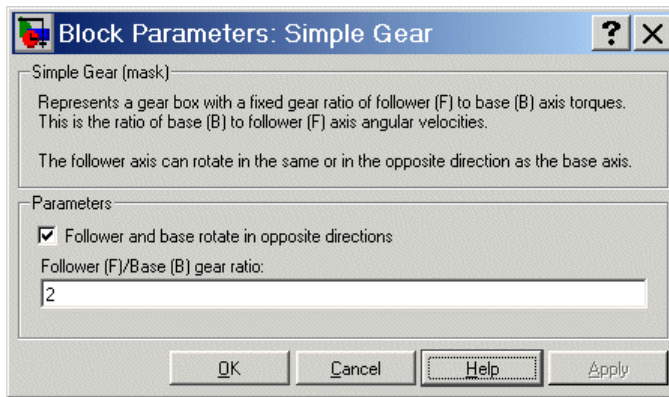 Block Parameters: Simple Gear
Simple Gear (mask)
Represents a gear box with a fixed gear ratio of follower (F) to base (B) axis torques.
This is the ratio of base (B) to follower (F) axis angular velocities.
The follower axis can rotate in the same or in the opposite direction as the base axis.
Parameters
Follower and base rotate in opposite directions
Follower (F)/Base (B) gear ratio:
2
OK Cancel Help Apply